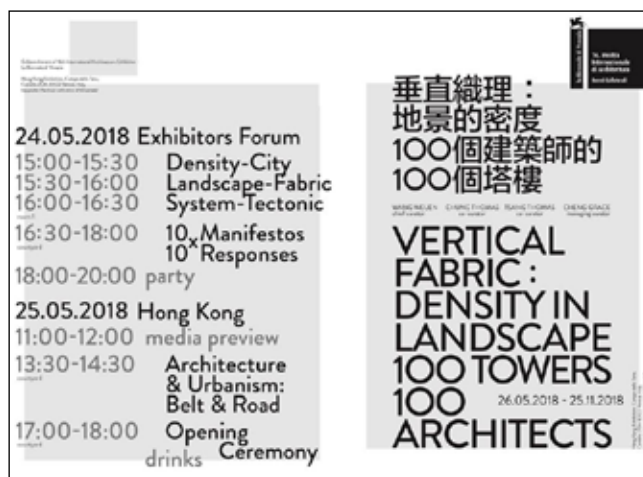 24.05.2018 Exhibitors Forum
15:00-15:30 Density-City
15:30-16:00 Landscape-Fabric
16:00-16:30 System-Tectonic
16:30-18:00 10 x Manifestos
10 Responses
18:00-20:00 party
25.05.2018 Hong Kong
11:00-12:00 media preview
13:30-14:30 Architecture
& Urbanism:
Belt & Road
17:00-18:00 Opening
Ceremony
drinks
垂直織理：
地景的密度
100個建築師的
100個塔樓
VERTICAL
FABRIC :
DENSITY IN
LANDSCAPE
100 TOWERS
100
26.05.2018 - 25.11.2018
ARCHITECTS